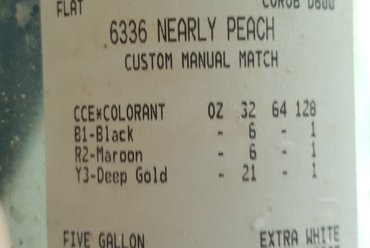 FLAT
6336 NEARLY PEACH
CUSTOM MANUAL MATCH
CCE*COLORANT OZ 32 64 128
B1-Black - 6 - 1
R2-Maroon - 6 - 1
Y3-Deep Gold - 21 - 1
FIVE GALLON EXTRA WHITE